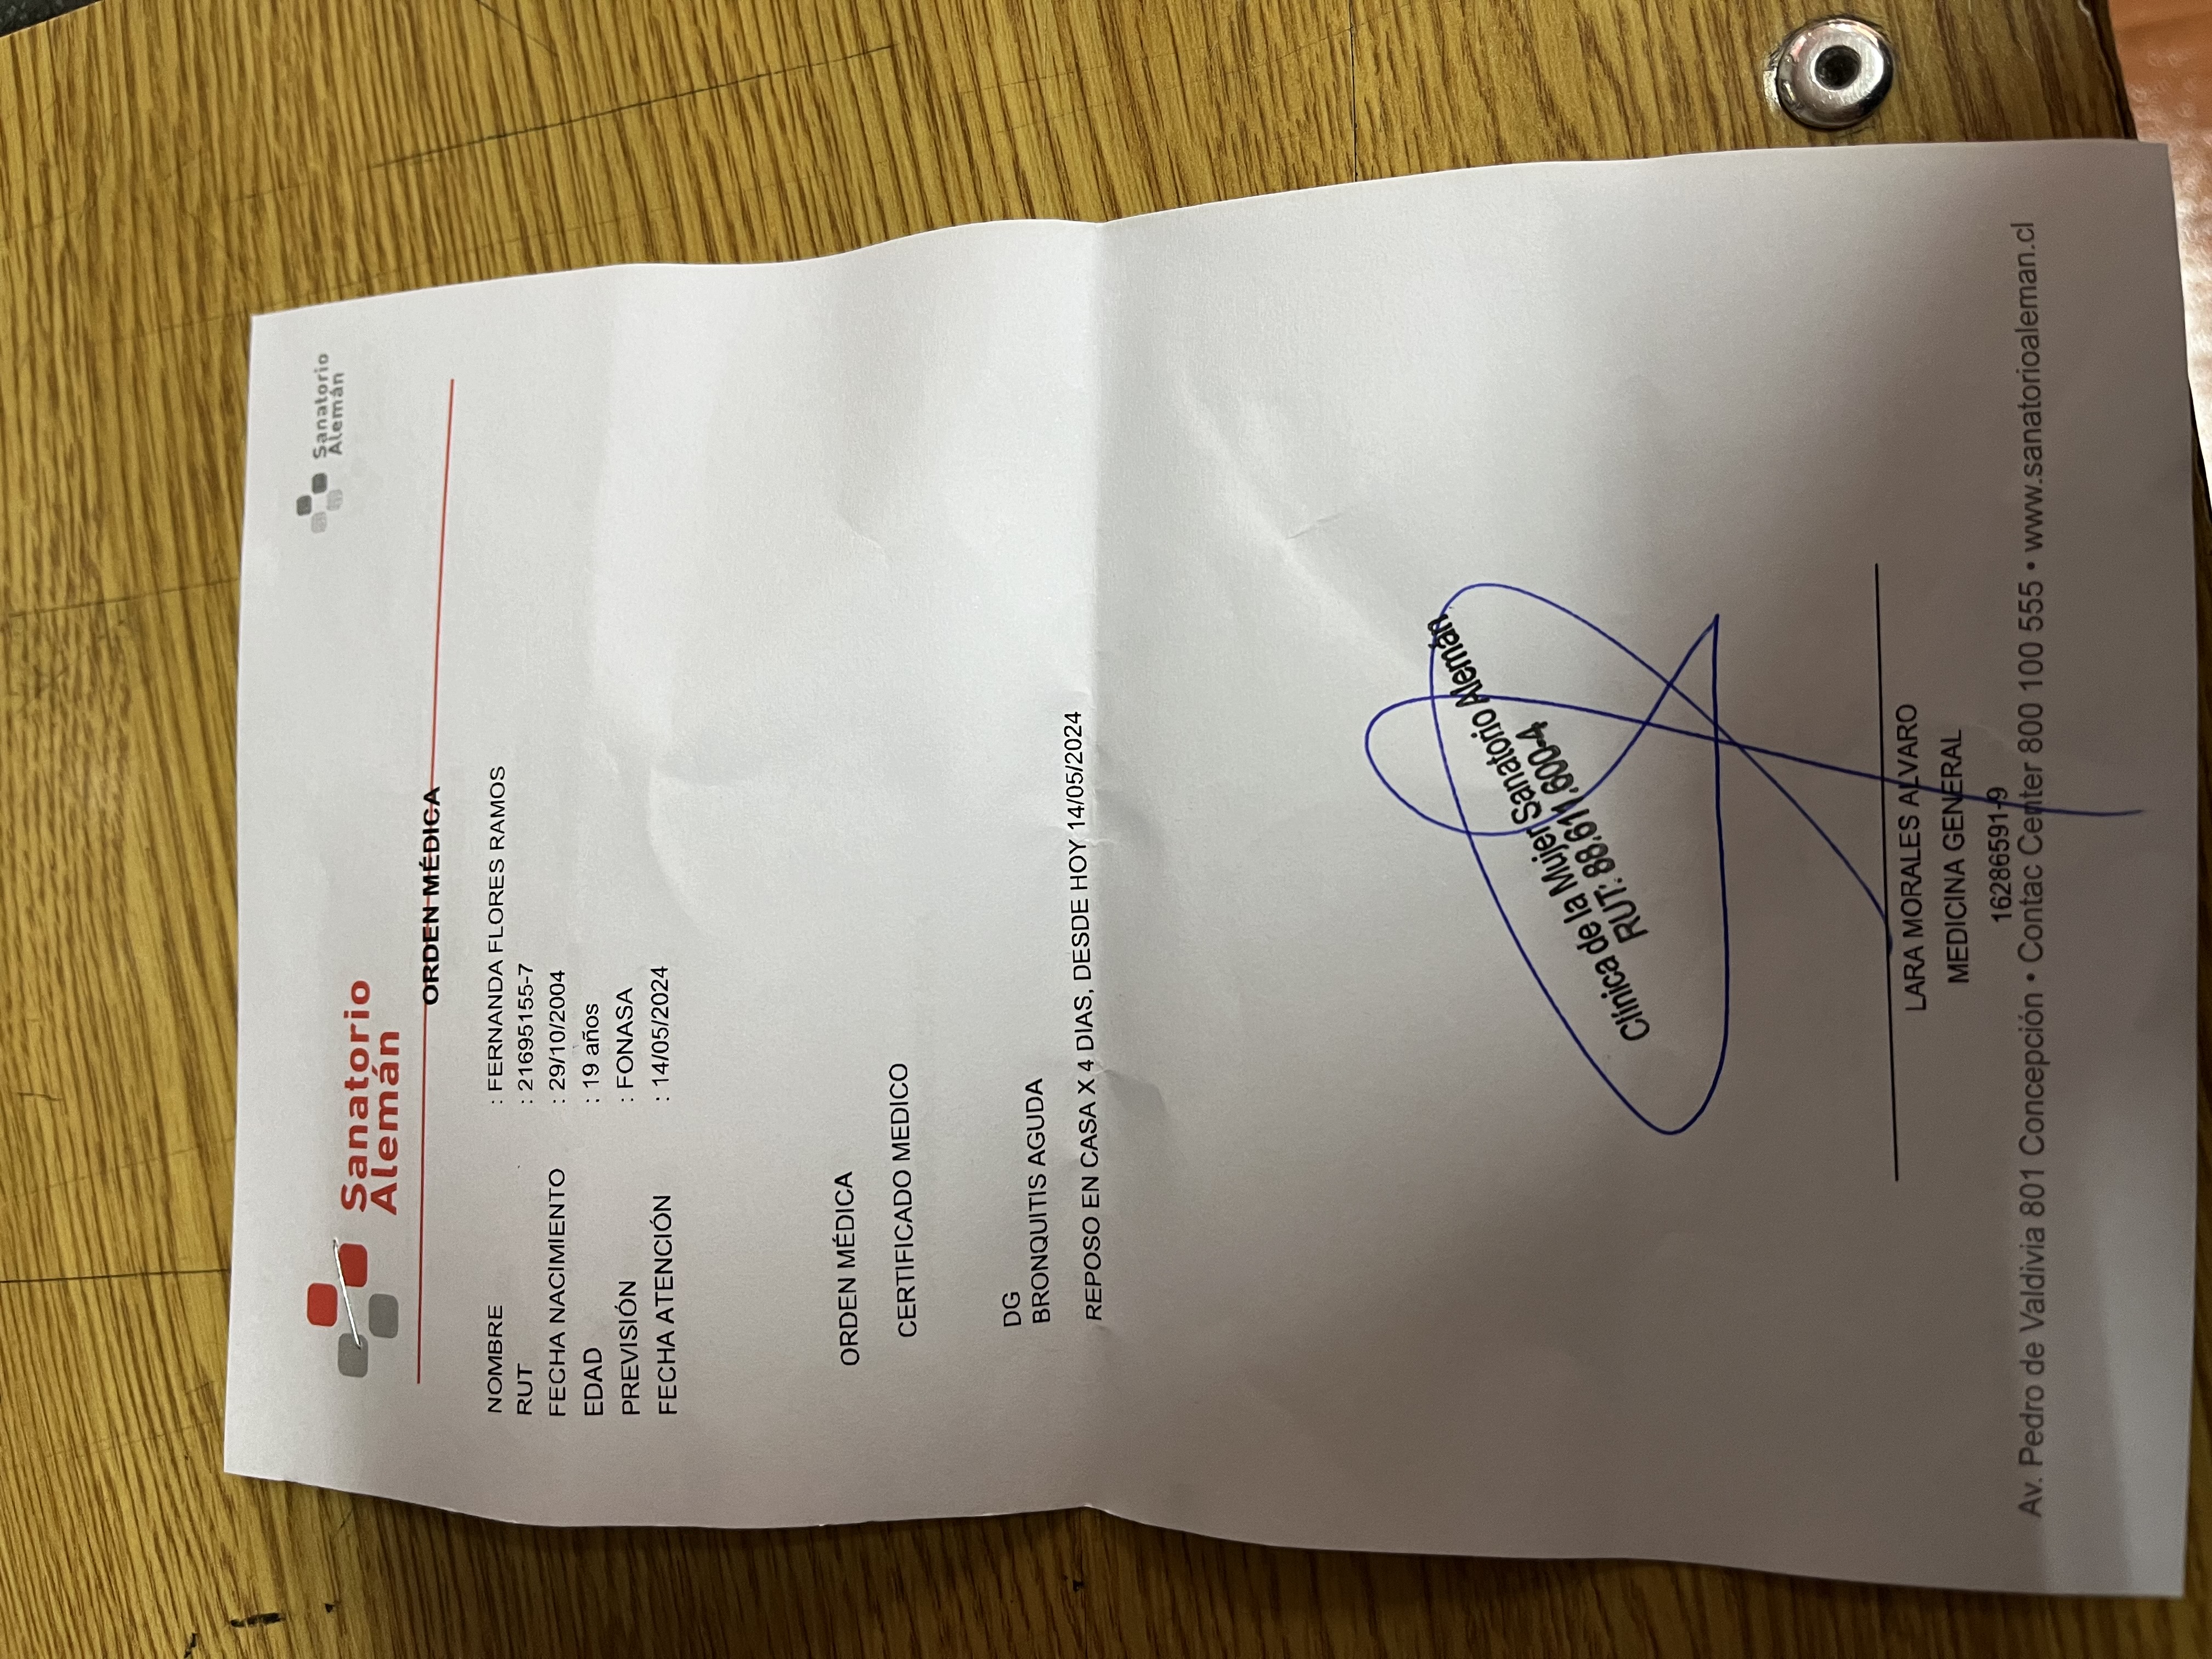 Sanatorio
Alemán
Sanatorio
Alemán
ORDEN MÉDICA
NOMBRE : FERNANDA FLORES RAMOS
RUT : 21695155-7
FECHA NACIMIENTO : 29/10/2004
EDAD : 19 años
PREVISIÓN : FONASA
FECHA ATENCIÓN : 14/05/2024
ORDEN MÉDICA
CERTIFICADO MEDICO
DG
BRONQUITIS AGUDA
REPOSO EN CASA X 4 DIAS, DESDE HOY 14/05/2024
Clínica de la Mujer Sanatorio Alemán
RUT: 88.611.600-4
LARA MORALES ALVARO
MEDICINA GENERAL
16286591-9
Av. Pedro de Valdivia 801 Concepción • Contac Center 800 100 555 • www.sanatorioaleman.cl